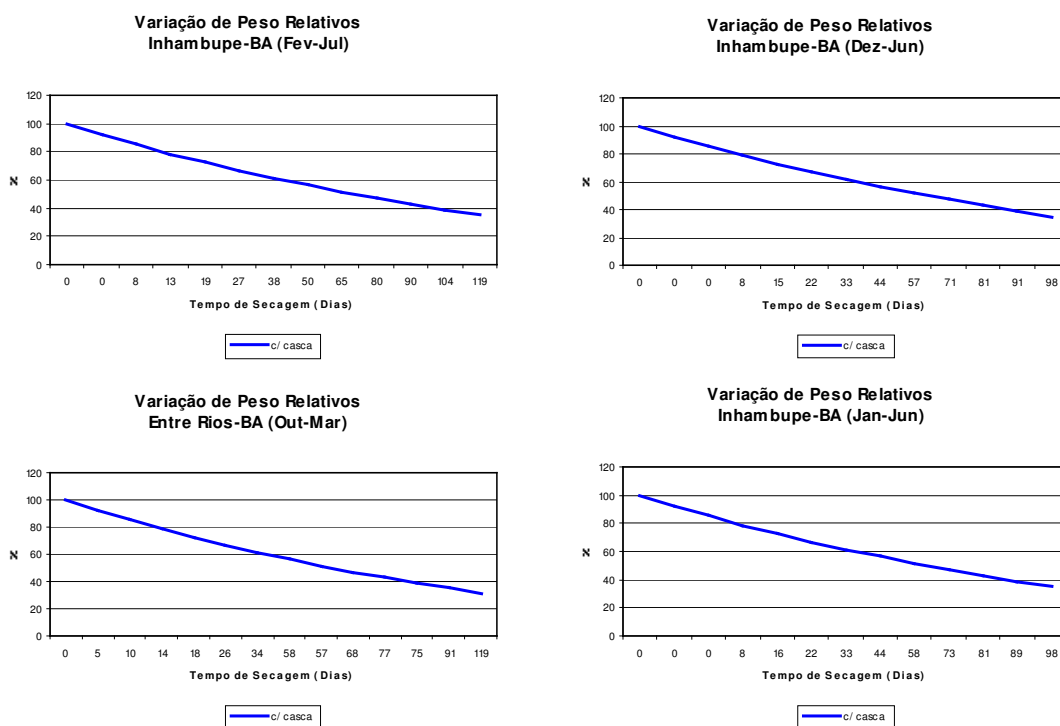 Variação de Peso Relativos
Inhambupe-BA (Fev-Jul)
120
100
80
60
40
20
0
%
0 0 8 13 19 27 38 50 65 80 90 104 119
Tempo de Secagem (Dias)
c/ casca
Variação de Peso Relativos
Inhambupe-BA (Dez-Jun)
120
100
80
60
40
20
0
%
0 0 0 8 15 22 33 44 57 71 81 91 98
Tempo de Secagem (Dias)
c/ casca
Variação de Peso Relativos
Entre Rios-BA (Out-Mar)
120
100
80
60
40
20
0
%
0 5 10 14 18 26 34 58 57 68 77 75 91 119
Tempo de Secagem (Dias)
c/ casca
Variação de Peso Relativos
Inhambupe-BA (Jan-Jun)
120
100
80
60
40
20
0
%
0 0 0 8 16 22 33 44 58 73 81 89 98
Tempo de Secagem (Dias)
c/ casca